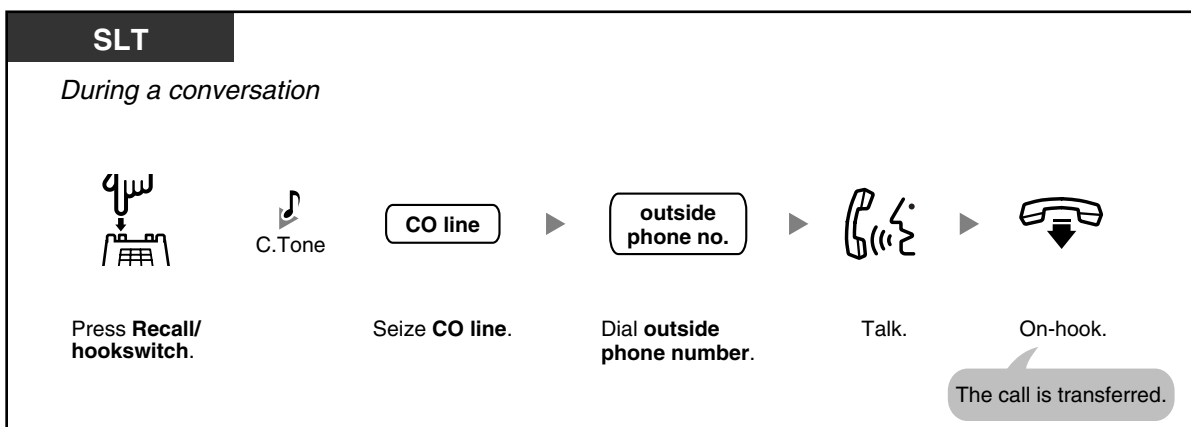 SLT
During a conversation
C.Tone
CO line
outside
phone no.
Press Recall/
hookswitch.
Seize CO line.
Dial outside
phone number.
Talk.
On-hook.
The call is transferred.